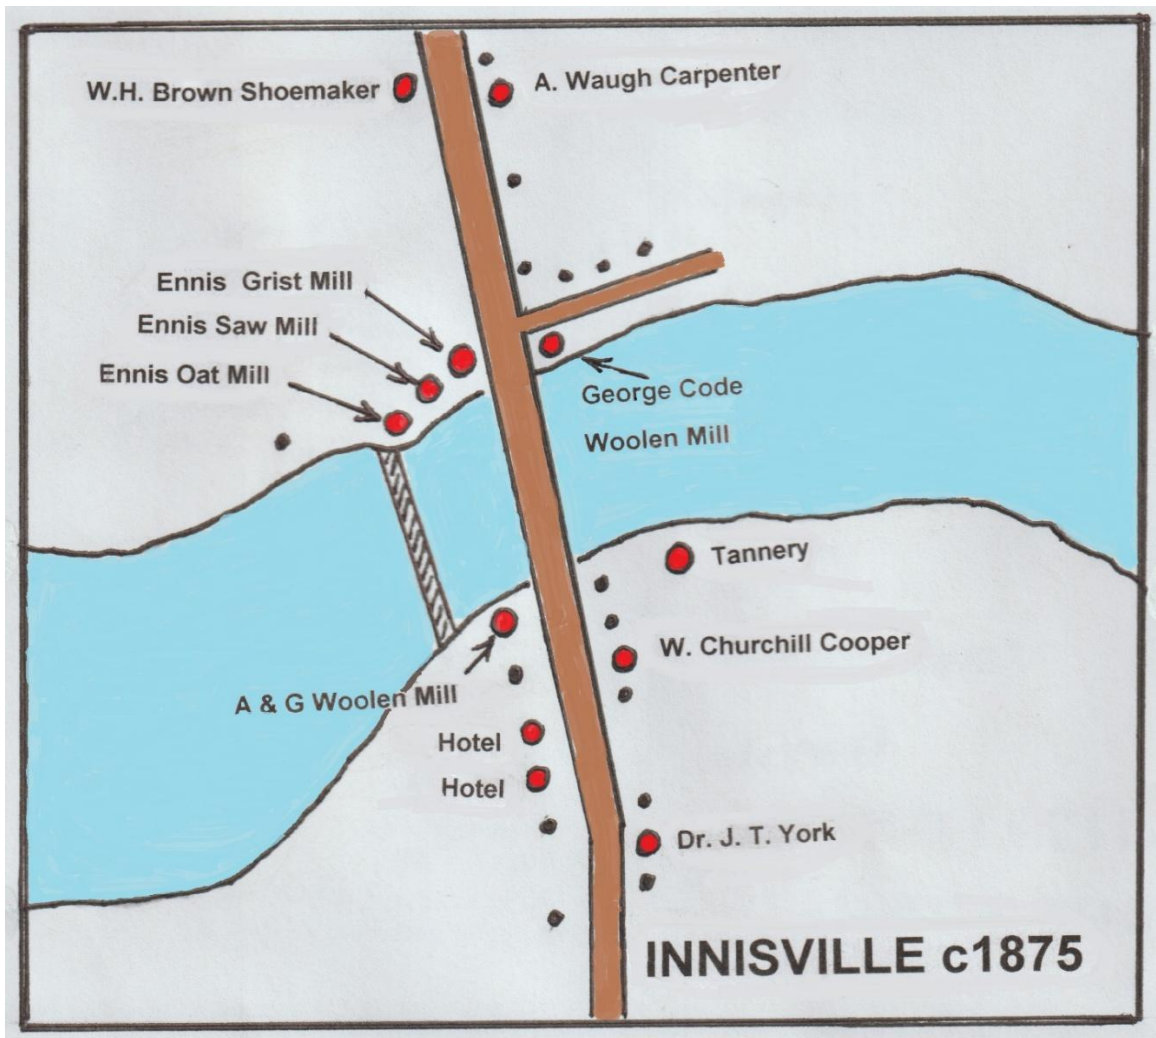 W.H. Brown Shoemaker
A. Waugh Carpenter
Ennis Grist Mill
Ennis Saw Mill
Ennis Oat Mill
George Code
Woolen Mill
Tannery
W. Churchill Cooper
A & G Woolen Mill
Hotel
Hotel
Dr. J. T. York
INNISVILLE c1875